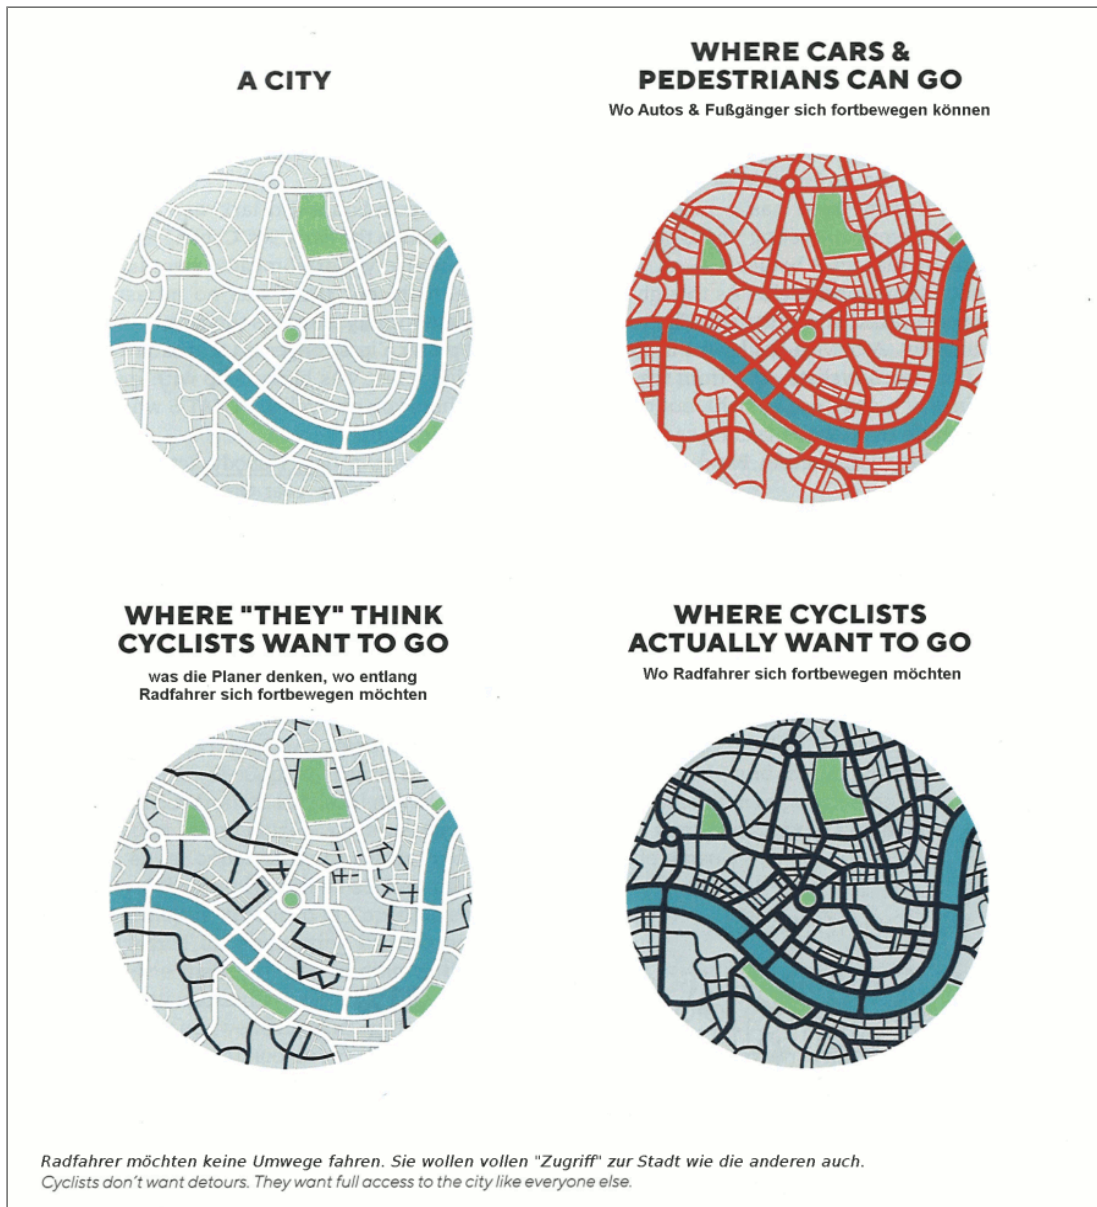 A CITY
WHERE CARS &
PEDESTRIANS CAN GO
Wo Autos & Fußgänger sich fortbewegen können
WHERE "THEY" THINK
CYCLISTS WANT TO GO
was die Planer denken, wo entlang
Radfahrer sich fortbewegen möchten
WHERE CYCLISTS
ACTUALLY WANT TO GO
Wo Radfahrer sich fortbewegen möchten
Radfahrer möchten keine Umwege fahren. Sie wollen vollen "Zugriff" zur Stadt wie die anderen auch.
Cyclists don't want detours. They want full access to the city like everyone else.